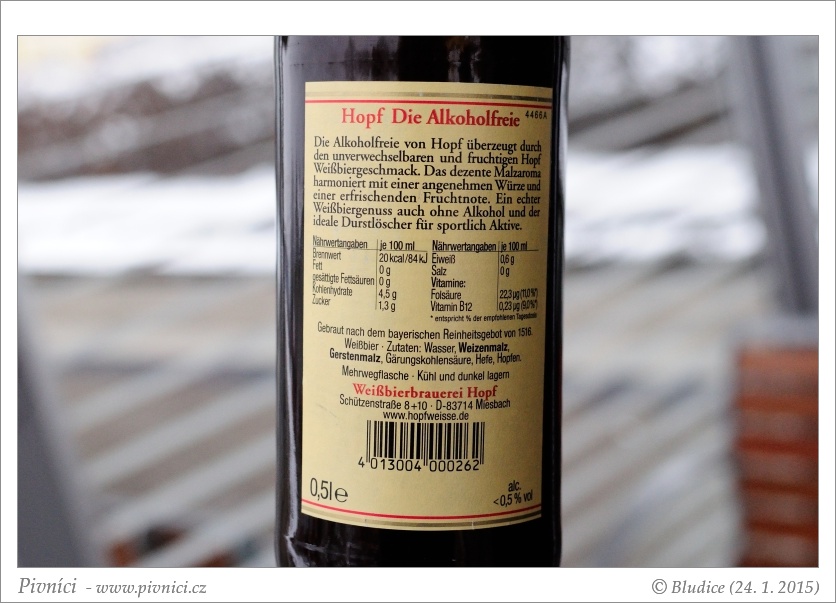 Hopf Die Alkoholfreie 4466A
Die Alkoholfreie von Hopf überzeugt durch
den unverwechselbaren und fruchtigen Hopf
Weißbiergeschmack. Das dezente Malzaroma
harmoniert mit einer angenehmen Würze und
einer erfrischenden Fruchtnote. Ein echter
Weißbiergenuss auch ohne Alkohol und der
ideale Durstlöscher für sportlich Aktive.
Nährwertangaben je 100 ml
Brennwert 20 kcal/84 kJ
Fett 0 g
gesättigte Fettsäuren 0 g
Kohlenhydrate 4,5 g
Zucker 1,3 g
Nährwertangaben je 100 ml
Eiweiß 0,6 g
Salz 0 g
Vitamine:
Folsäure 22,3 µg (11,0%*)
Vitamin B12 0,23 µg (9,0%*)
* entspricht % der empfohlenen Tagesdosis
Gebraut nach dem bayerischen Reinheitsgebot von 1516.
Weißbier · Zutaten: Wasser, Weizenmalz,
Gerstenmalz, Gärungskohlensäure, Hefe, Hopfen.
Mehrwegflasche · Kühl und dunkel lagern
Weißbierbrauerei Hopf
Schützenstraße 8+10 · D-83714 Miesbach
www.hopfweisse.de
4 013004 000262
0,5l e
alc.
<0,5% vol
Pivníci - www.pivnici.cz
© Bludice (24. 1. 2015)